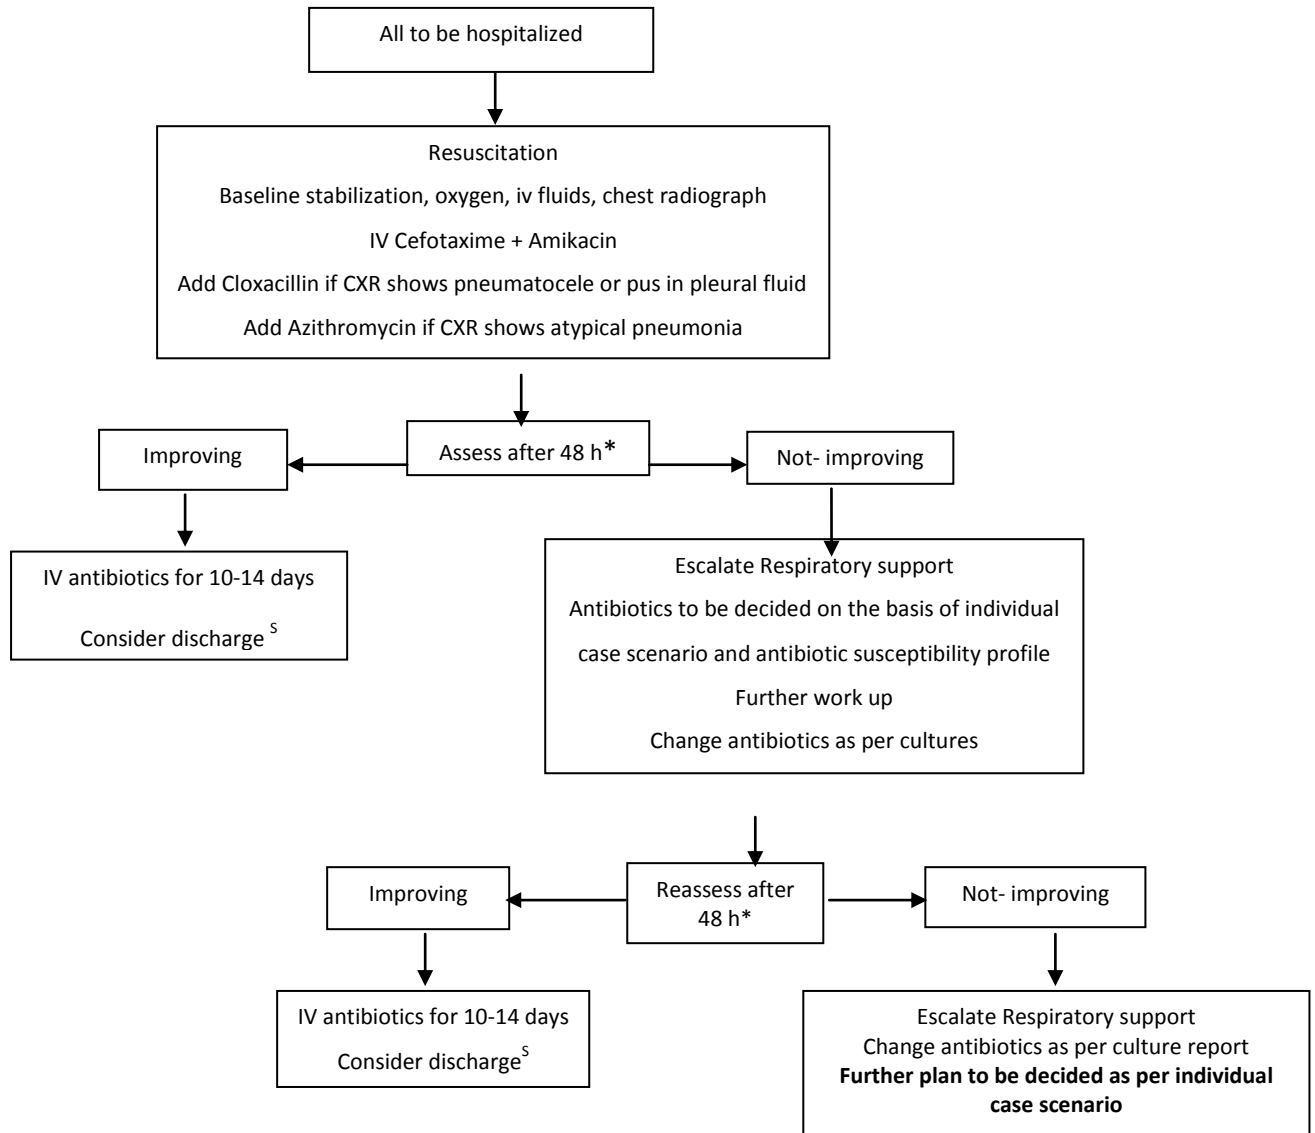 All to be hospitalized
Resuscitation
Baseline stabilization, oxygen, iv fluids, chest radiograph
IV Cefotaxime + Amikacin
Add Cloxacillin if CXR shows pneumatocele or pus in pleural fluid
Add Azithromycin if CXR shows atypical pneumonia
Improving
Assess after 48 h*
Not- improving
IV antibiotics for 10-14 days
Consider discharge S
Escalate Respiratory support
Antibiotics to be decided on the basis of individual
case scenario and antibiotic susceptibility profile
Further work up
Change antibiotics as per cultures
Improving
Reassess after
48 h*
Not- improving
IV antibiotics for 10-14 days
Consider discharge S
Escalate Respiratory support
Change antibiotics as per culture report
Further plan to be decided as per individual
case scenario